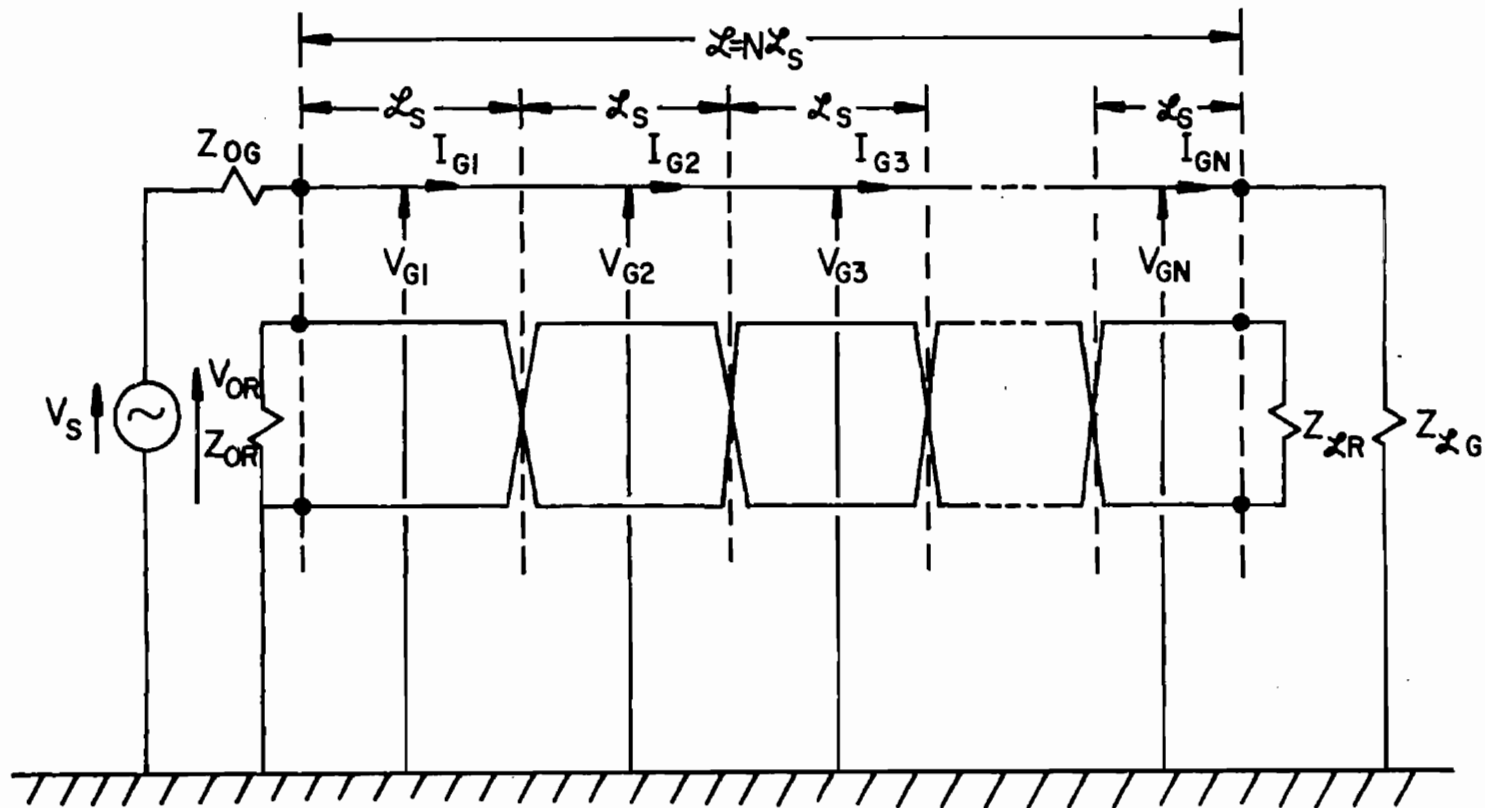 ℒ=Nℒ_S
ℒ_S ℒ_S ℒ_S ℒ_S
Z_OG I_G1 I_G2 I_G3 I_GN
V_G1 V_G2 V_G3 V_GN
V_S V_OR Z_OR Z_ℒR Z_ℒG